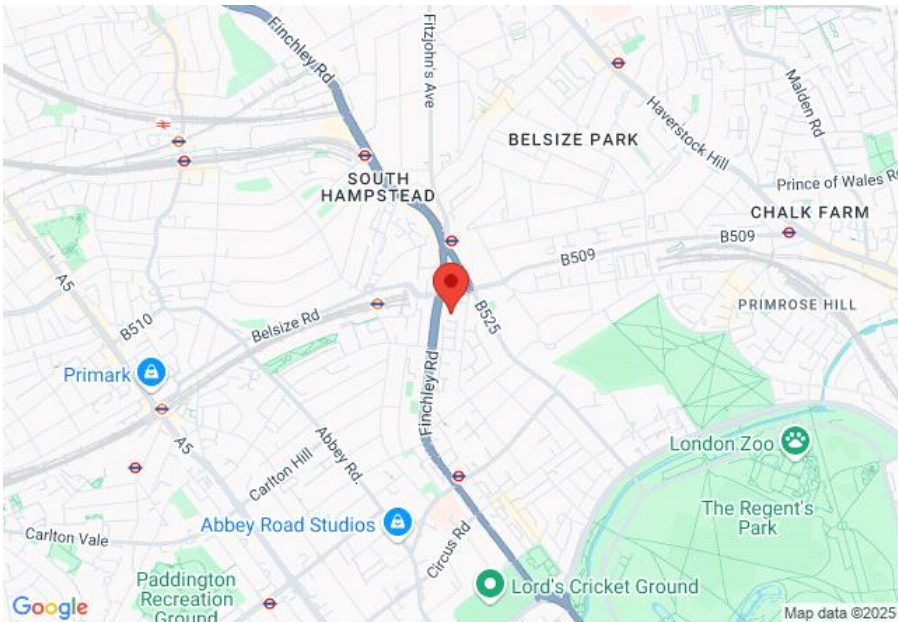 Finchley Rd
Fitzjohn's Ave
BELSIZE PARK
Haverstock Hill
Malden Rd
SOUTH
HAMPSTEAD
Prince of Wales Rd
CHALK FARM
B509
B509
A5
B510
Belsize Rd
B525
PRIMROSE HILL
Primark
Finchley Rd
A5
Abbey Rd.
Carlton Hill
London Zoo
The Regent's
Park
Abbey Road Studios
Circus Rd
Carlton Vale
Paddington
Recreation
Ground
Lord's Cricket Ground
Google
Map data ©2025